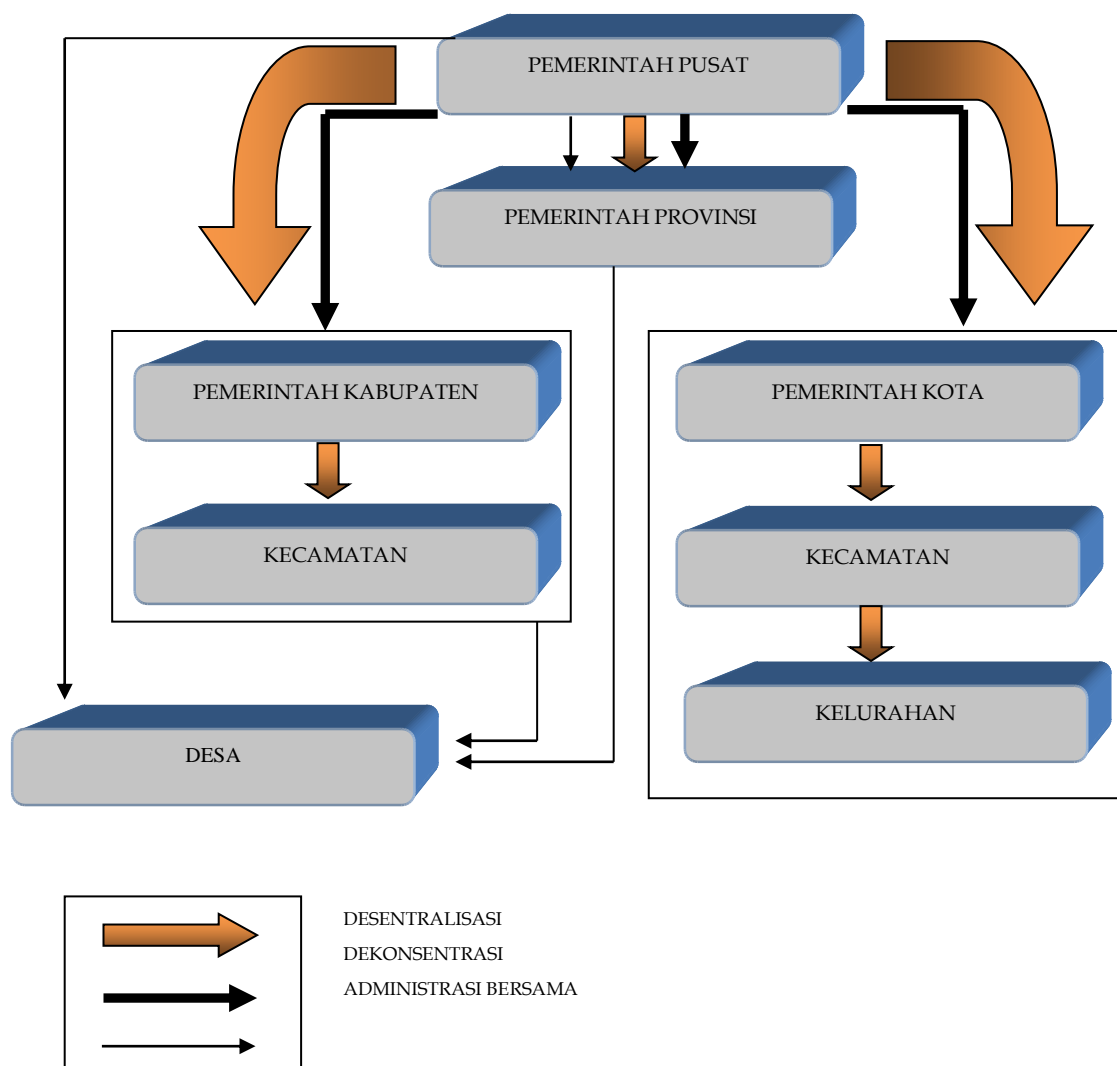 PEMERINTAH PUSAT
PEMERINTAH PROVINSI
PEMERINTAH KABUPATEN
PEMERINTAH KOTA
KECAMATAN
KECAMATAN
KELURAHAN
DESA
DESENTRALISASI
DEKONSENTRASI
ADMINISTRASI BERSAMA